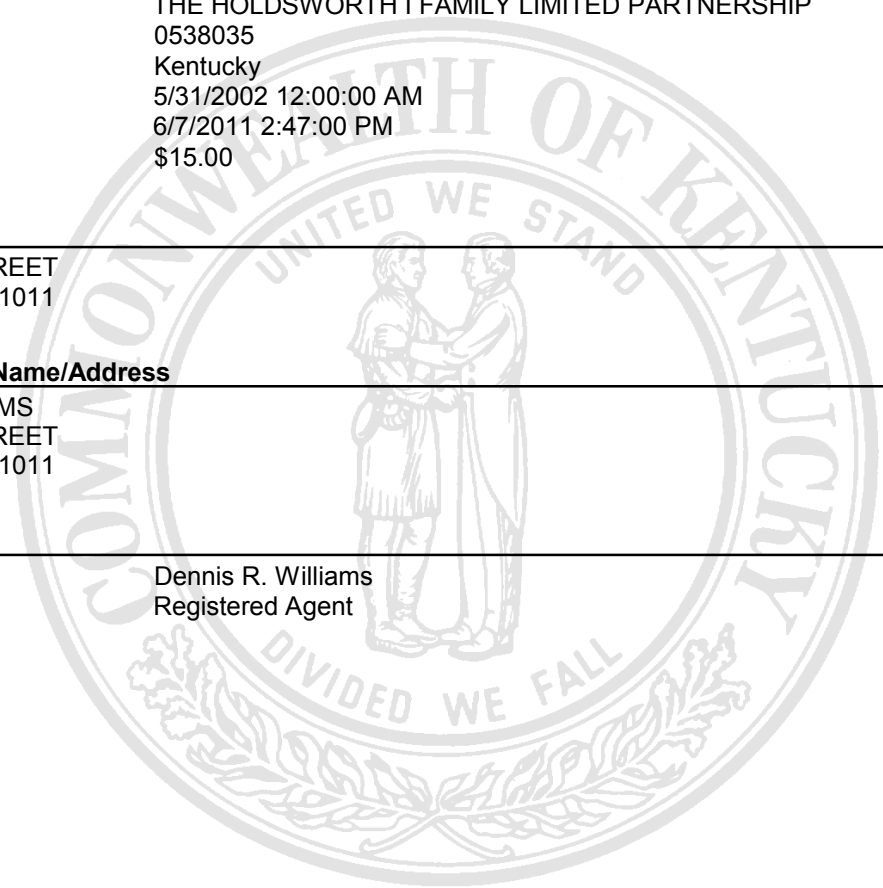 THE HOLDSWORTH I FAMILY LIMITED PARTNERSHIP
0538035
Kentucky
5/31/2002 12:00:00 AM
6/7/2011 2:47:00 PM
$15.00
REET
1011
Name/Address
MS
REET
1011
Dennis R. Williams
Registered Agent
COMMONWEALTH OF KENTUCKY
UNITED WE STAND
DIVIDED WE FALL